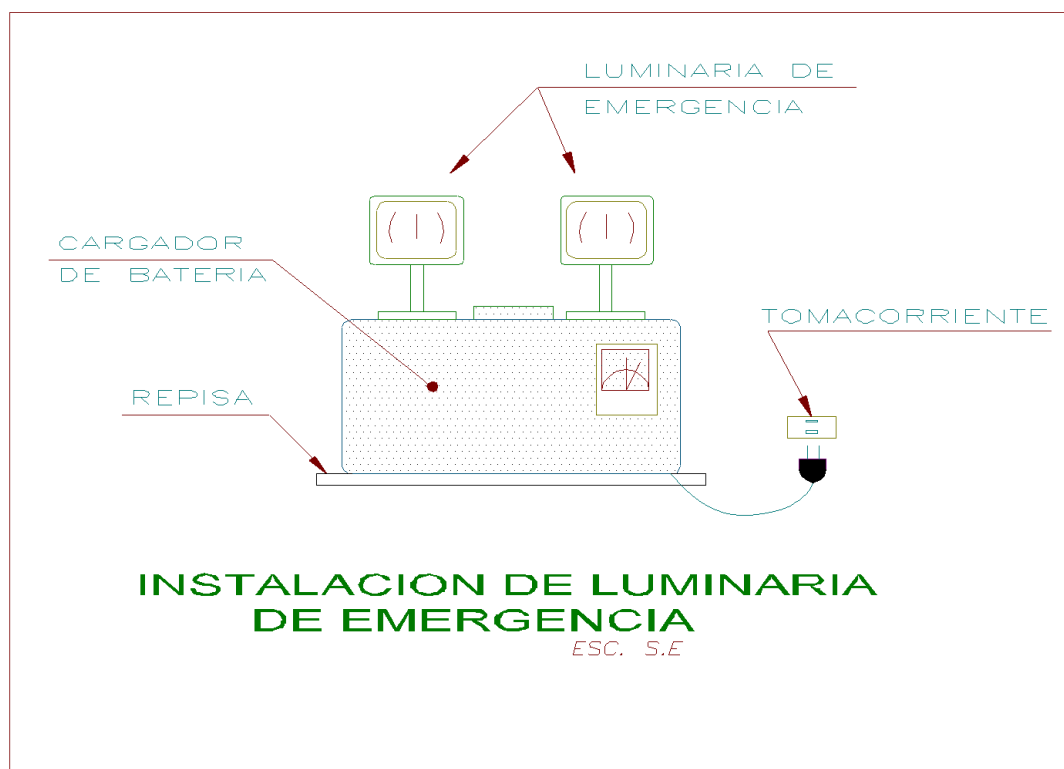 LUMINARIA DE
EMERGENCIA
CARGADOR
DE BATERIA
TOMACORRIENTE
REPISA
INSTALACION DE LUMINARIA
DE EMERGENCIA
ESC. S.E